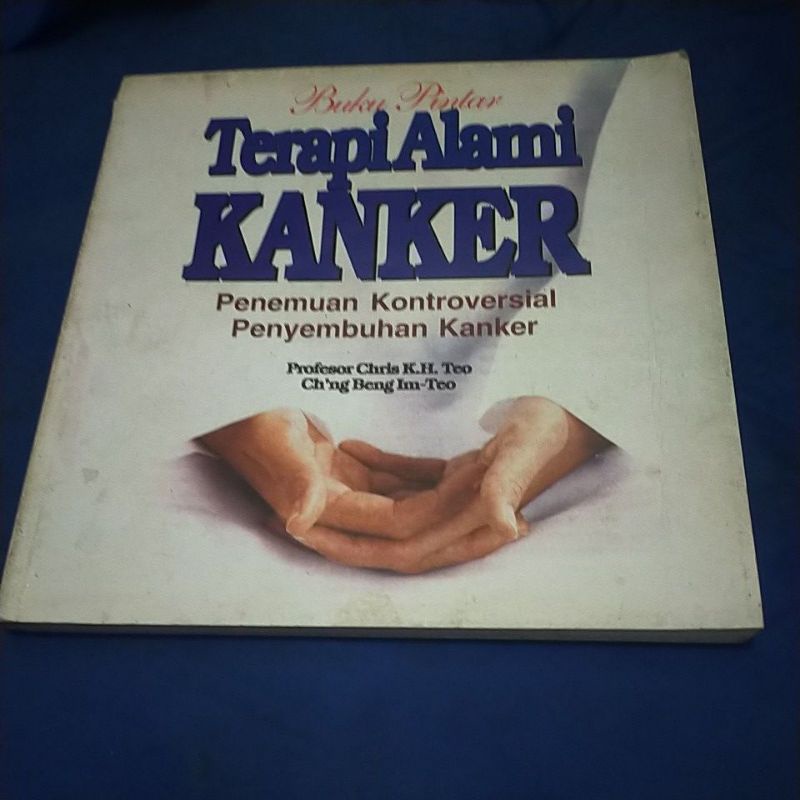 Buku Pintar
Terapi Alami
KANKER
Penemuan Kontroversial
Penyembuhan Kanker
Profesor Chris K.H. Teo
Ch'ng Beng Im-Teo